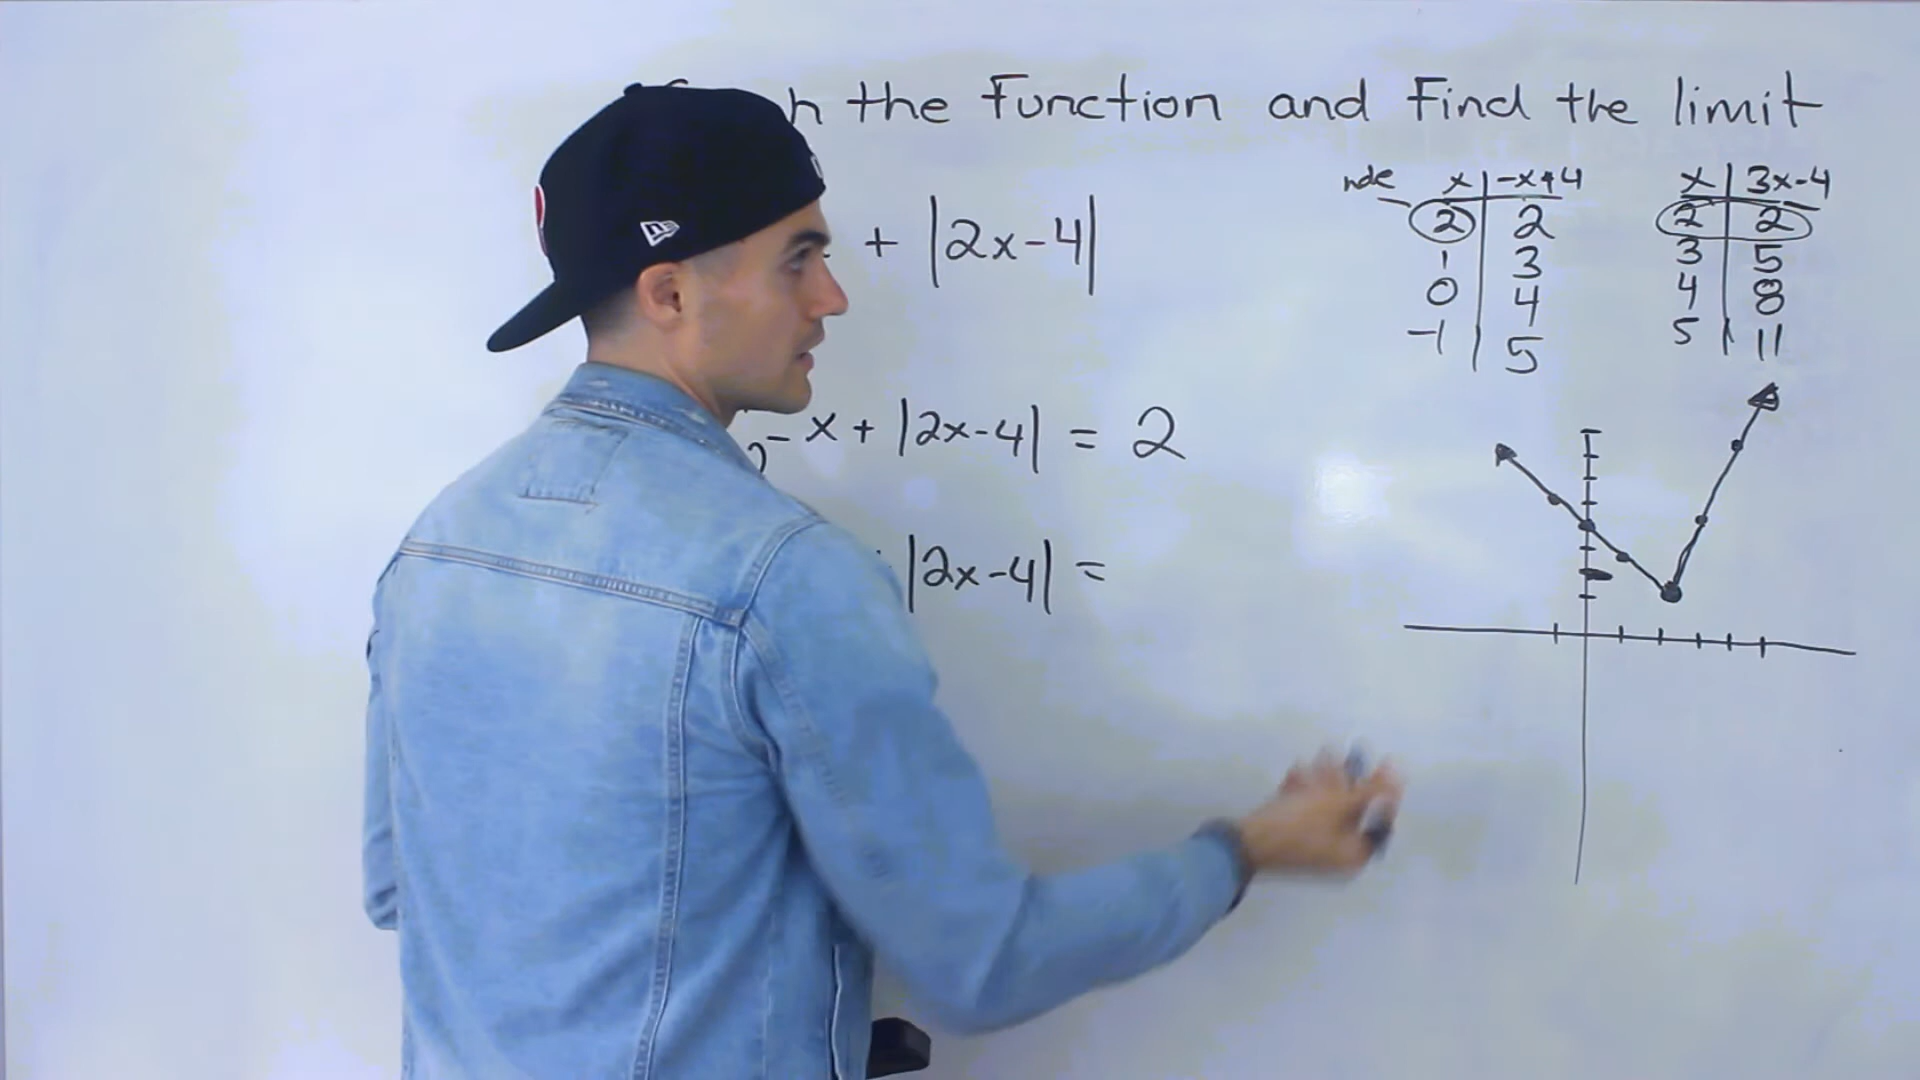 h the Function and Find the limit
+ |2x-4|
2⁻ x + |2x-4| = 2
|2x-4| =
x | -x+4
2 | 2
1 | 3
0 | 4
-1 | 5
x | 3x-4
2 | 2
3 | 5
4 | 8
5 | 11